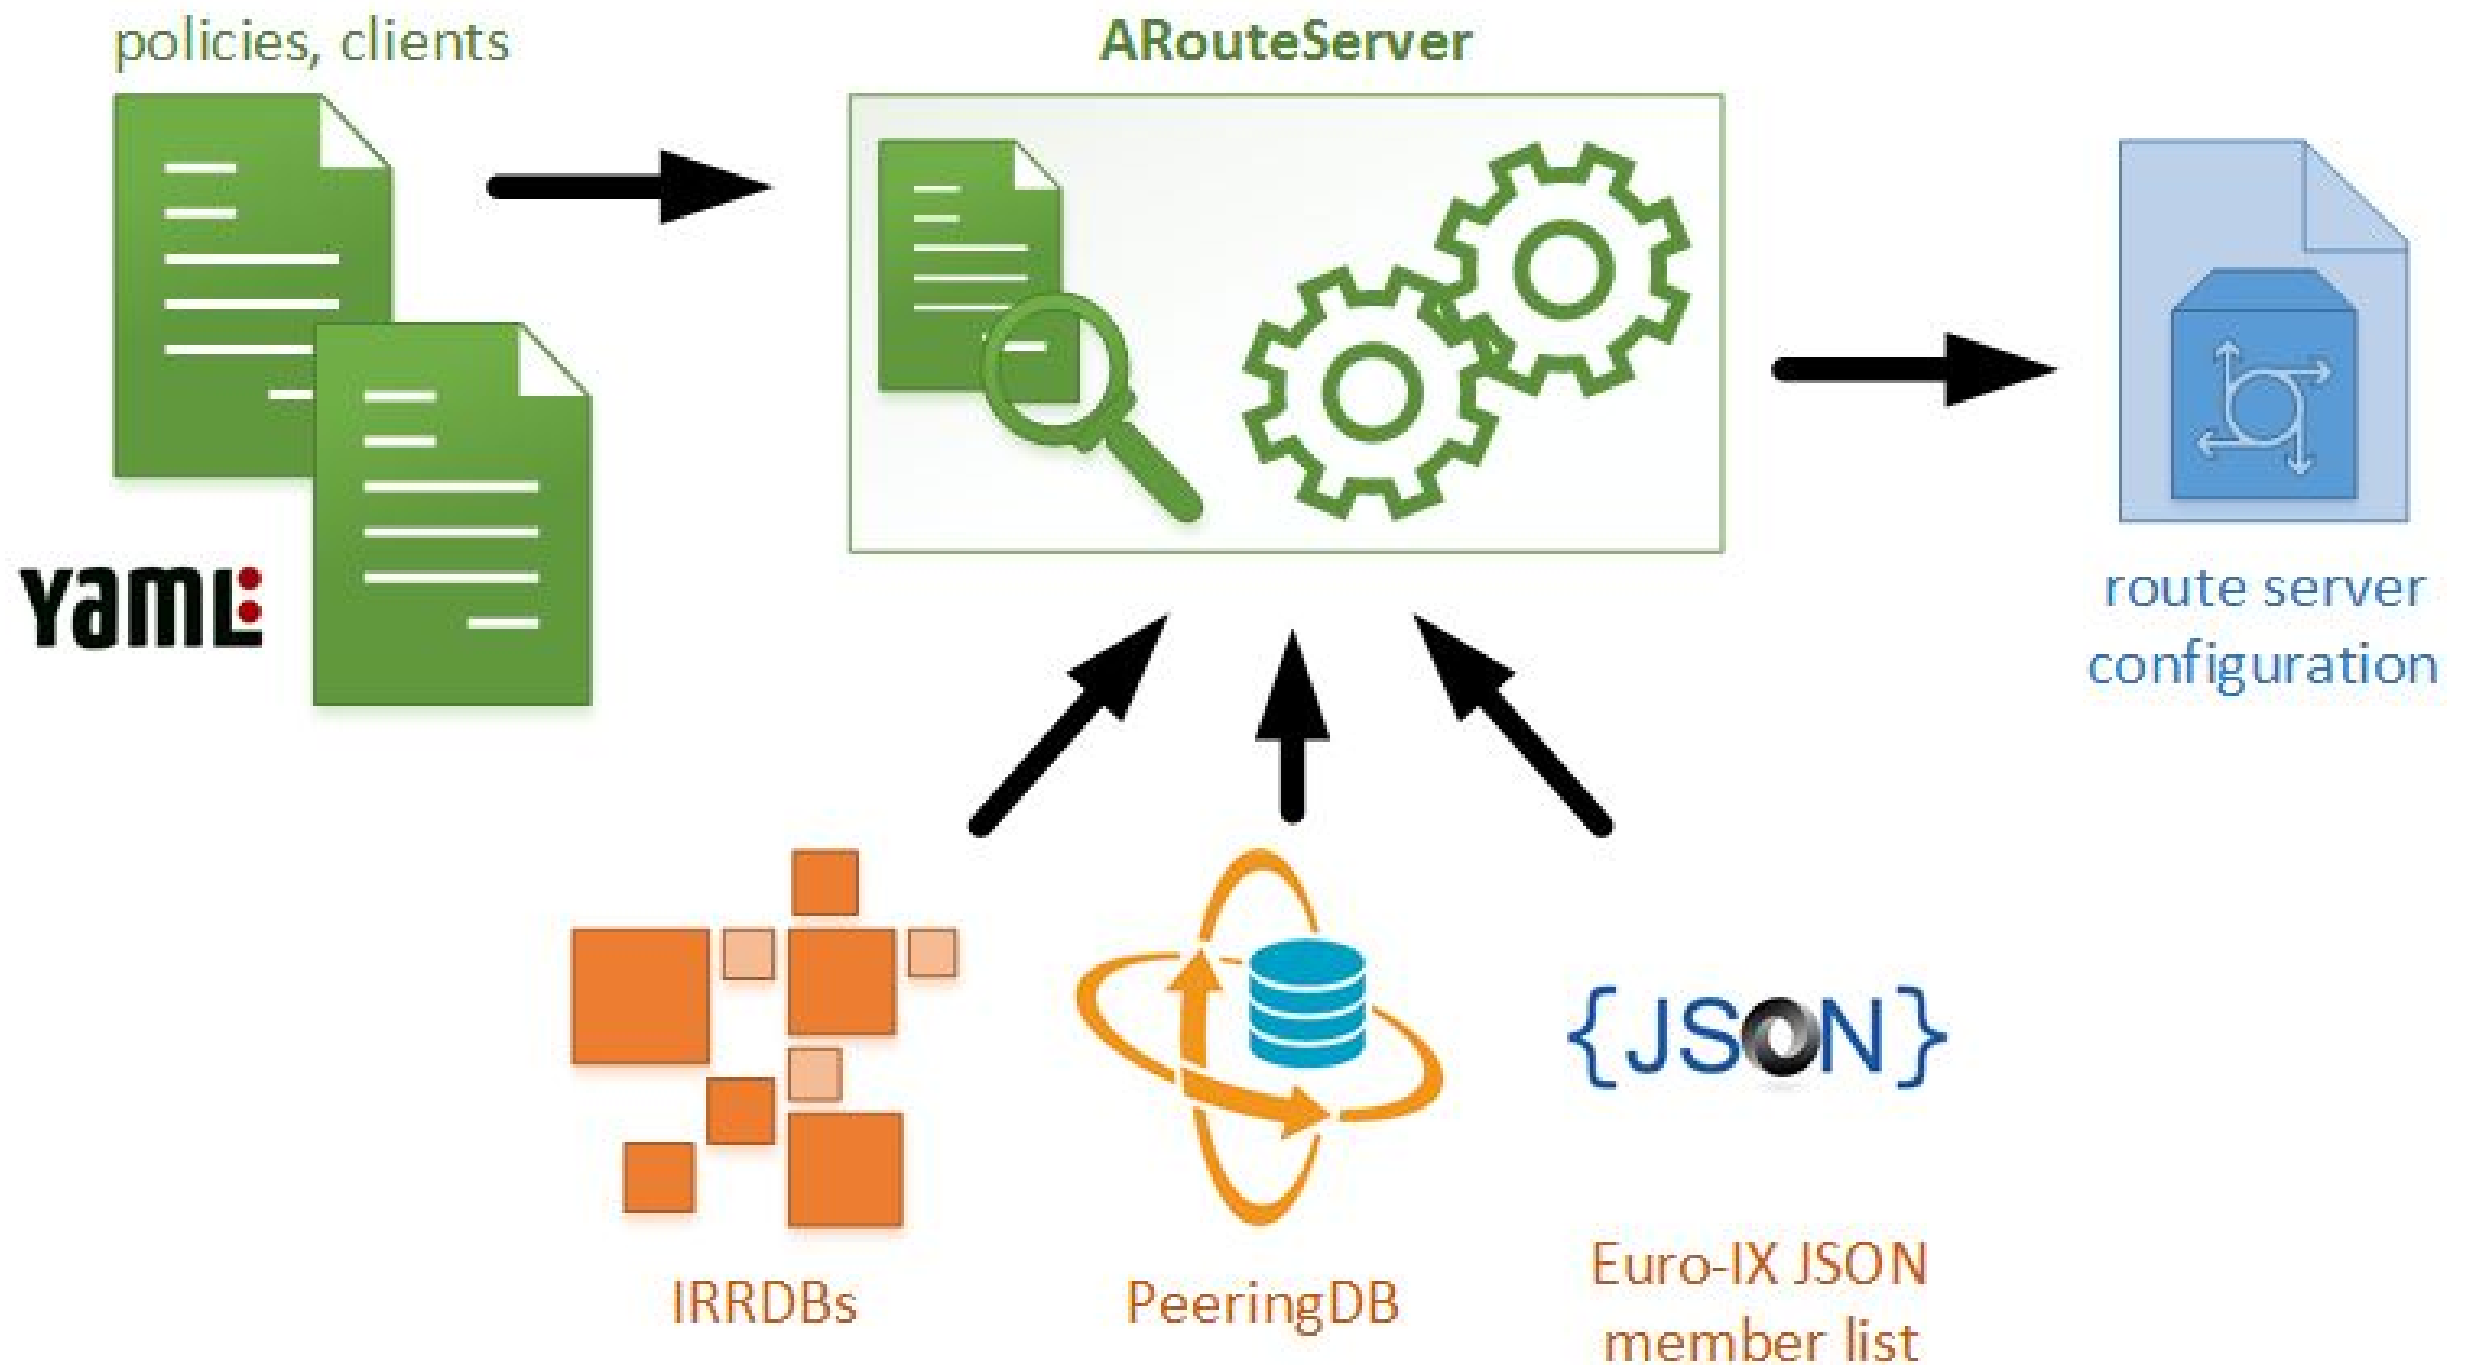 policies, clients
ARouteServer
yaml:
route server
configuration
{JSON}
IRRDBs
PeeringDB
Euro-IX JSON
member list